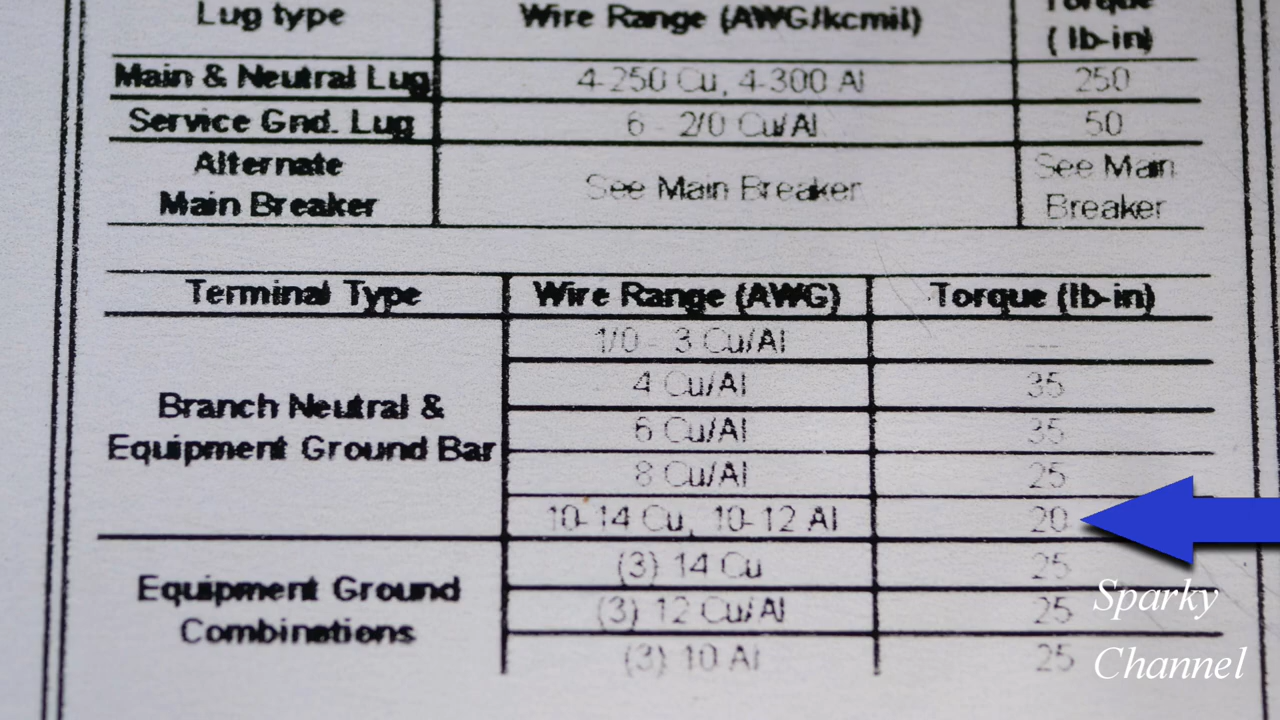 Lug type Wire Range (AWG/kcmil) Torque
( lb-in)
Main & Neutral Lug 4-250 Cu, 4-300 Al 250
Service Gnd. Lug 6 - 2/0 Cu/Al 50
Alternate
Main Breaker See Main Breaker See Main
Breaker
Terminal Type Wire Range (AWG) Torque (lb-in)
Branch Neutral &
Equipment Ground Bar
1/0 - 3 Cu/Al ---
4 Cu/Al 35
6 Cu/Al 35
8 Cu/Al 25
10-14 Cu, 10-12 Al 20
Equipment Ground
Combinations
(3) 14 Cu 25
(3) 12 Cu/Al 25
(3) 10 Al 25
Sparky
Channel